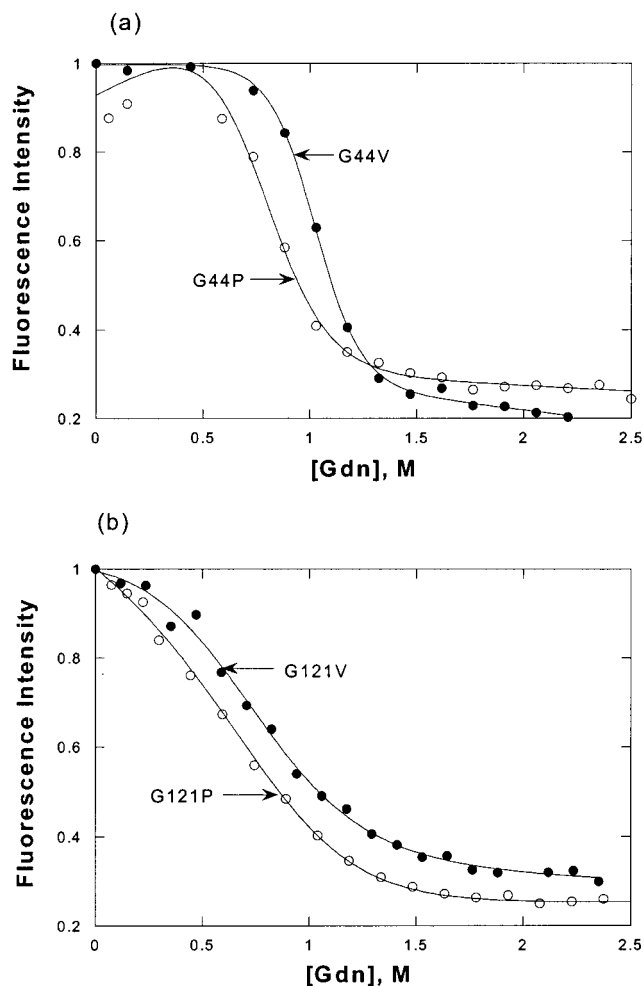 (a)
1
0.8
0.6
0.4
0.2
Fluorescence Intensity
G44V
G44P
0 0.5 1 1.5 2 2.5
[Gdn], M
(b)
1
0.8
0.6
0.4
0.2
Fluorescence Intensity
G121V
G121P
0 0.5 1 1.5 2 2.5
[Gdn], M